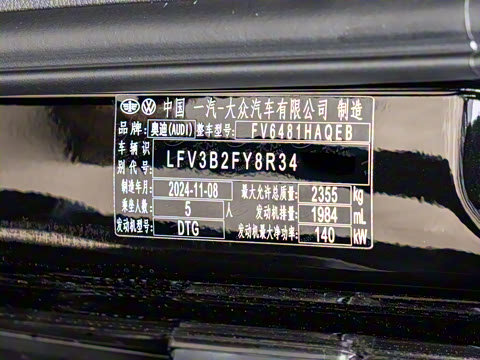 中国 一汽-大众汽车有限公司 制造
品牌: 奥迪(AUDI) 整车型号: FV6481HAQEB
车辆识别代号: LFV3B2FY8R34
制造年月: 2024-11-08 最大允许总质量: 2355 kg
乘坐人数: 5 人 发动机排量: 1984 mL
发动机型号: DTG 发动机最大净功率: 140 kW